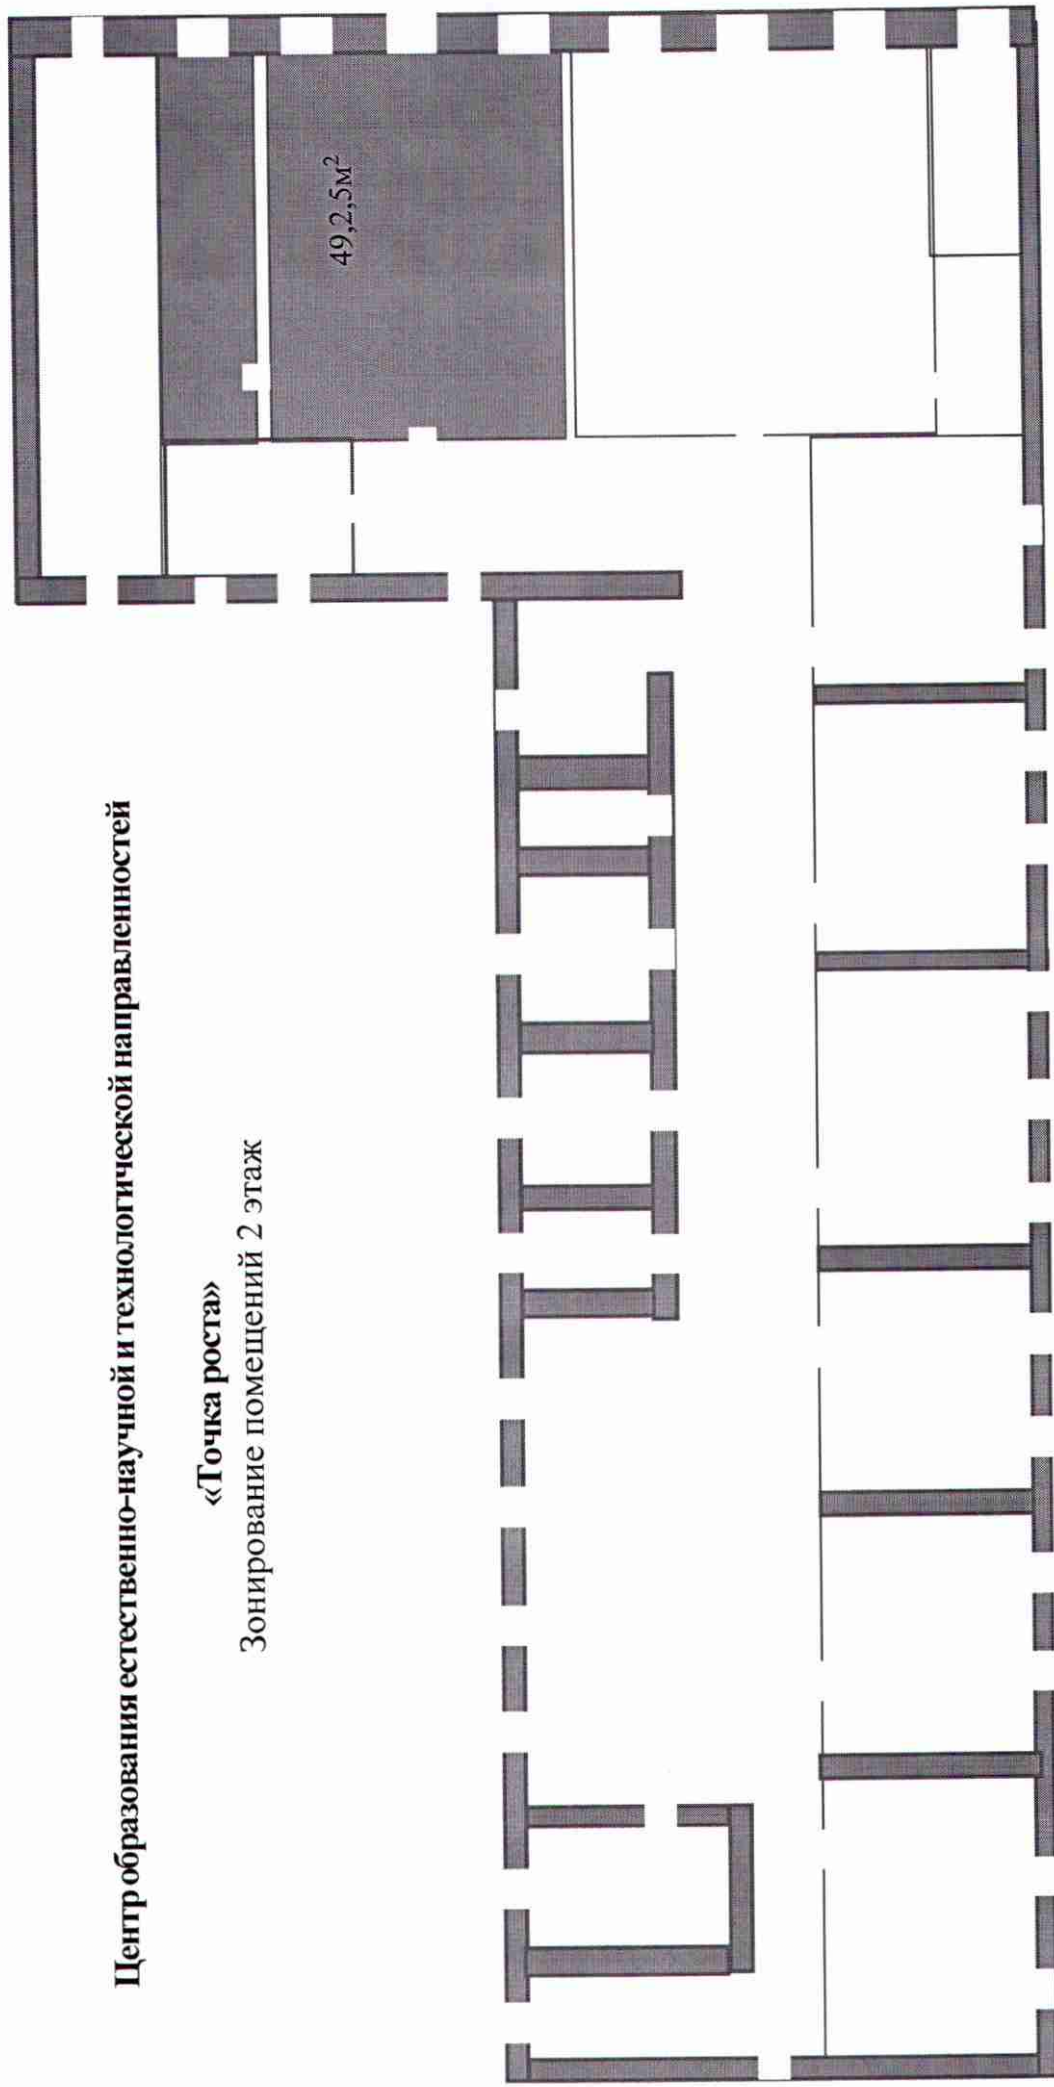 Центр образования естественно-научной и технологической направленностей
«Точка роста»
Зонирование помещений 2 этаж
49,2,5м²